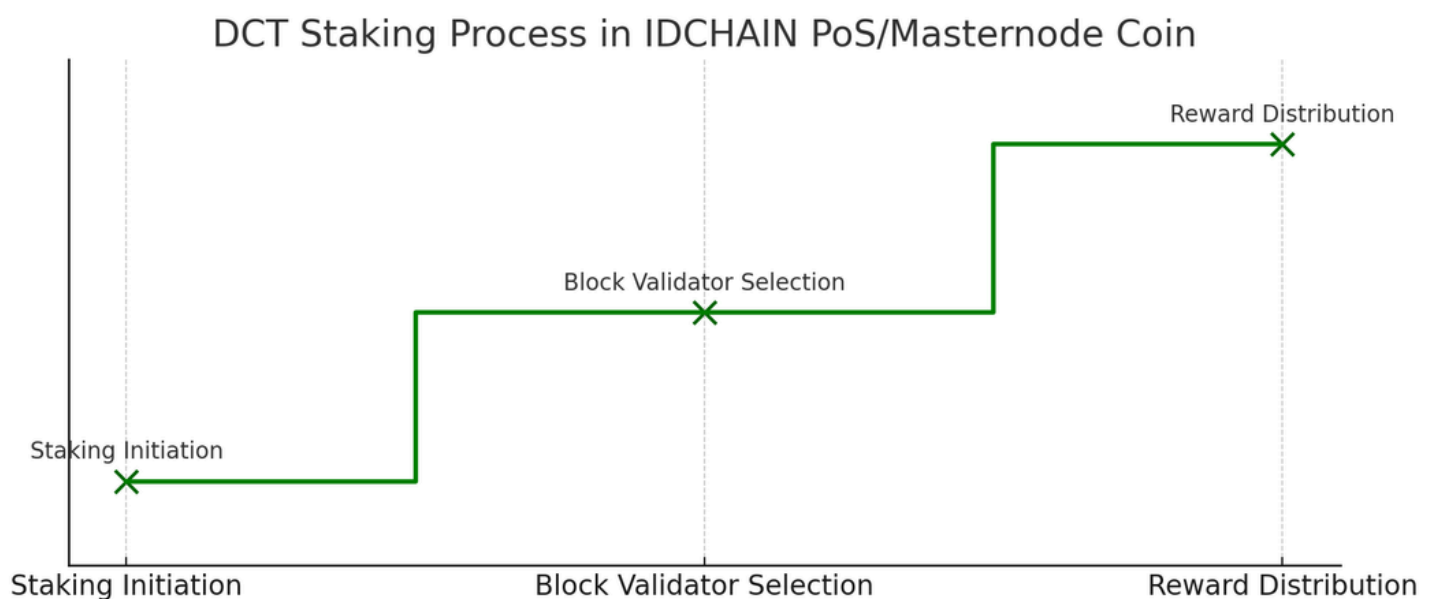 DCT Staking Process in IDCHAIN PoS/Masternode Coin
Reward Distribution
Block Validator Selection
Staking Initiation
Staking Initiation
Block Validator Selection
Reward Distribution